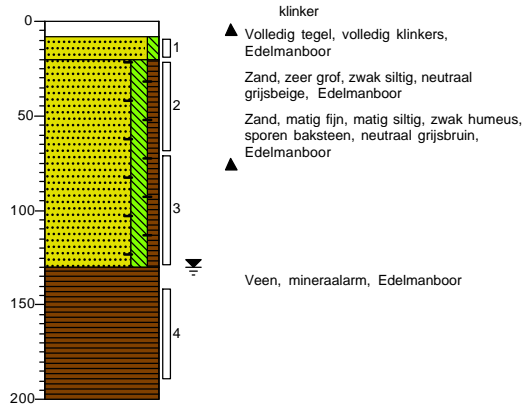 klinker
0
Volledig tegel, volledig klinkers,
Edelmanboor
1
Zand, zeer grof, zwak siltig, neutraal
grijsbeige, Edelmanboor
2
50
Zand, matig fijn, matig siltig, zwak humeus,
sporen baksteen, neutraal grijsbruin,
Edelmanboor
3
100
Veen, mineraalarm, Edelmanboor
150
4
200